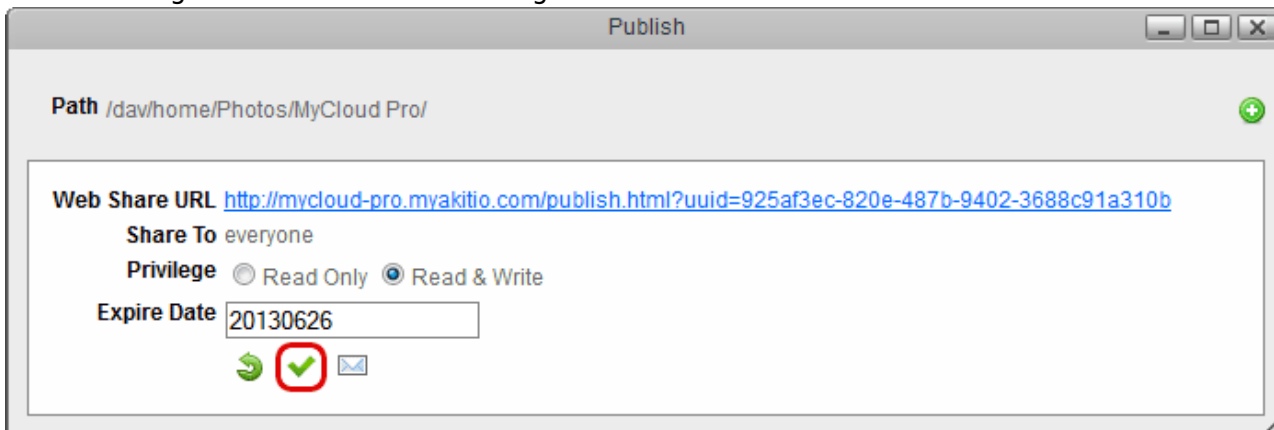 Publish
Path /dav/home/Photos/MyCloud Pro/
Web Share URL http://mycloud-pro.myakitio.com/publish.html?uuid=925af3ec-820e-487b-9402-3688c91a310b
Share To everyone
Privilege Read Only Read & Write
Expire Date 20130626